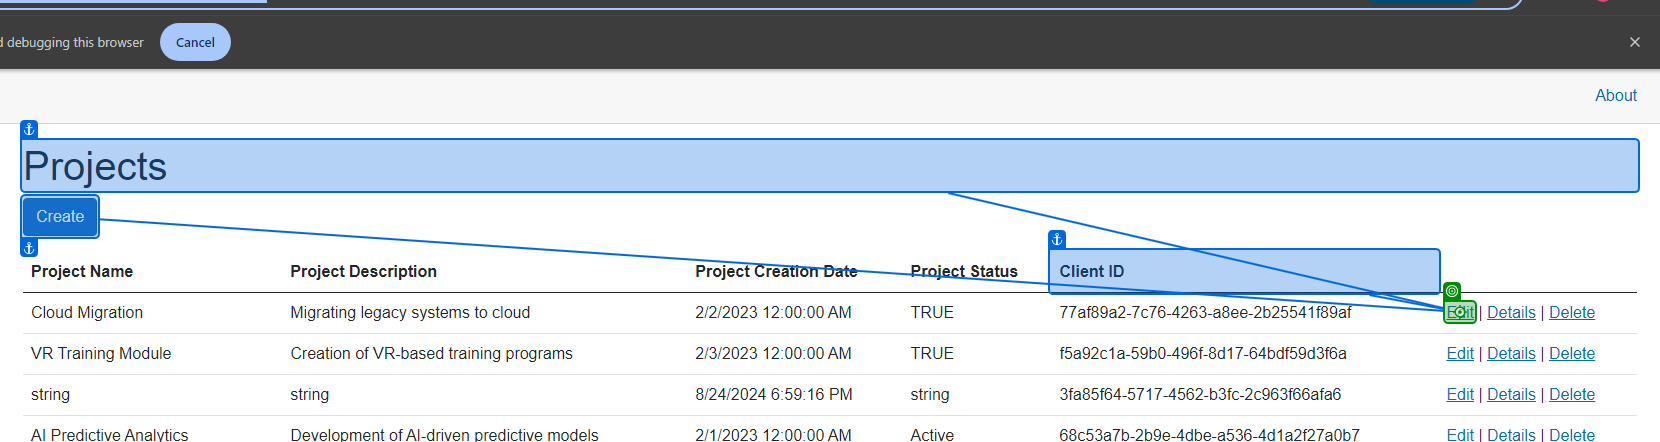 d debugging this browser Cancel
About
Projects
Create
Project Name Project Description Project Creation Date Project Status Client ID
Cloud Migration Migrating legacy systems to cloud 2/2/2023 12:00:00 AM TRUE 77af89a2-7c76-4263-a8ee-2b25541f89af Edit | Details | Delete
VR Training Module Creation of VR-based training programs 2/3/2023 12:00:00 AM TRUE f5a92c1a-59b0-496f-8d17-64bdf59d3f6a Edit | Details | Delete
string string 8/24/2024 6:59:16 PM string 3fa85f64-5717-4562-b3fc-2c963f66afa6 Edit | Details | Delete
AI Predictive Analytics Development of AI-driven predictive models 2/1/2023 12:00:00 AM Active 68c53a7b-2b9e-4dbe-a536-4d1a2f27a0b7 Edit | Details | Delete